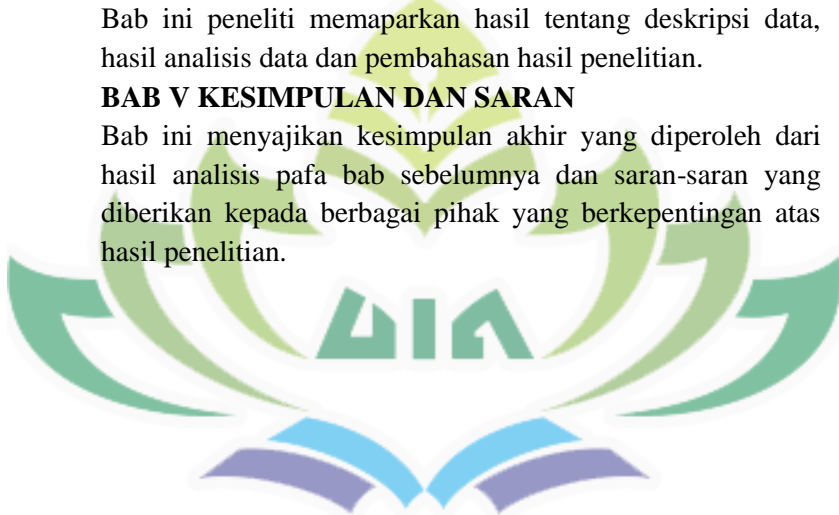 Bab ini peneliti memaparkan hasil tentang deskripsi data,
hasil analisis data dan pembahasan hasil penelitian.
BAB V KESIMPULAN DAN SARAN
Bab ini menyajikan kesimpulan akhir yang diperoleh dari
hasil analisis pafa bab sebelumnya dan saran-saran yang
diberikan kepada berbagai pihak yang berkepentingan atas
hasil penelitian.
UIN